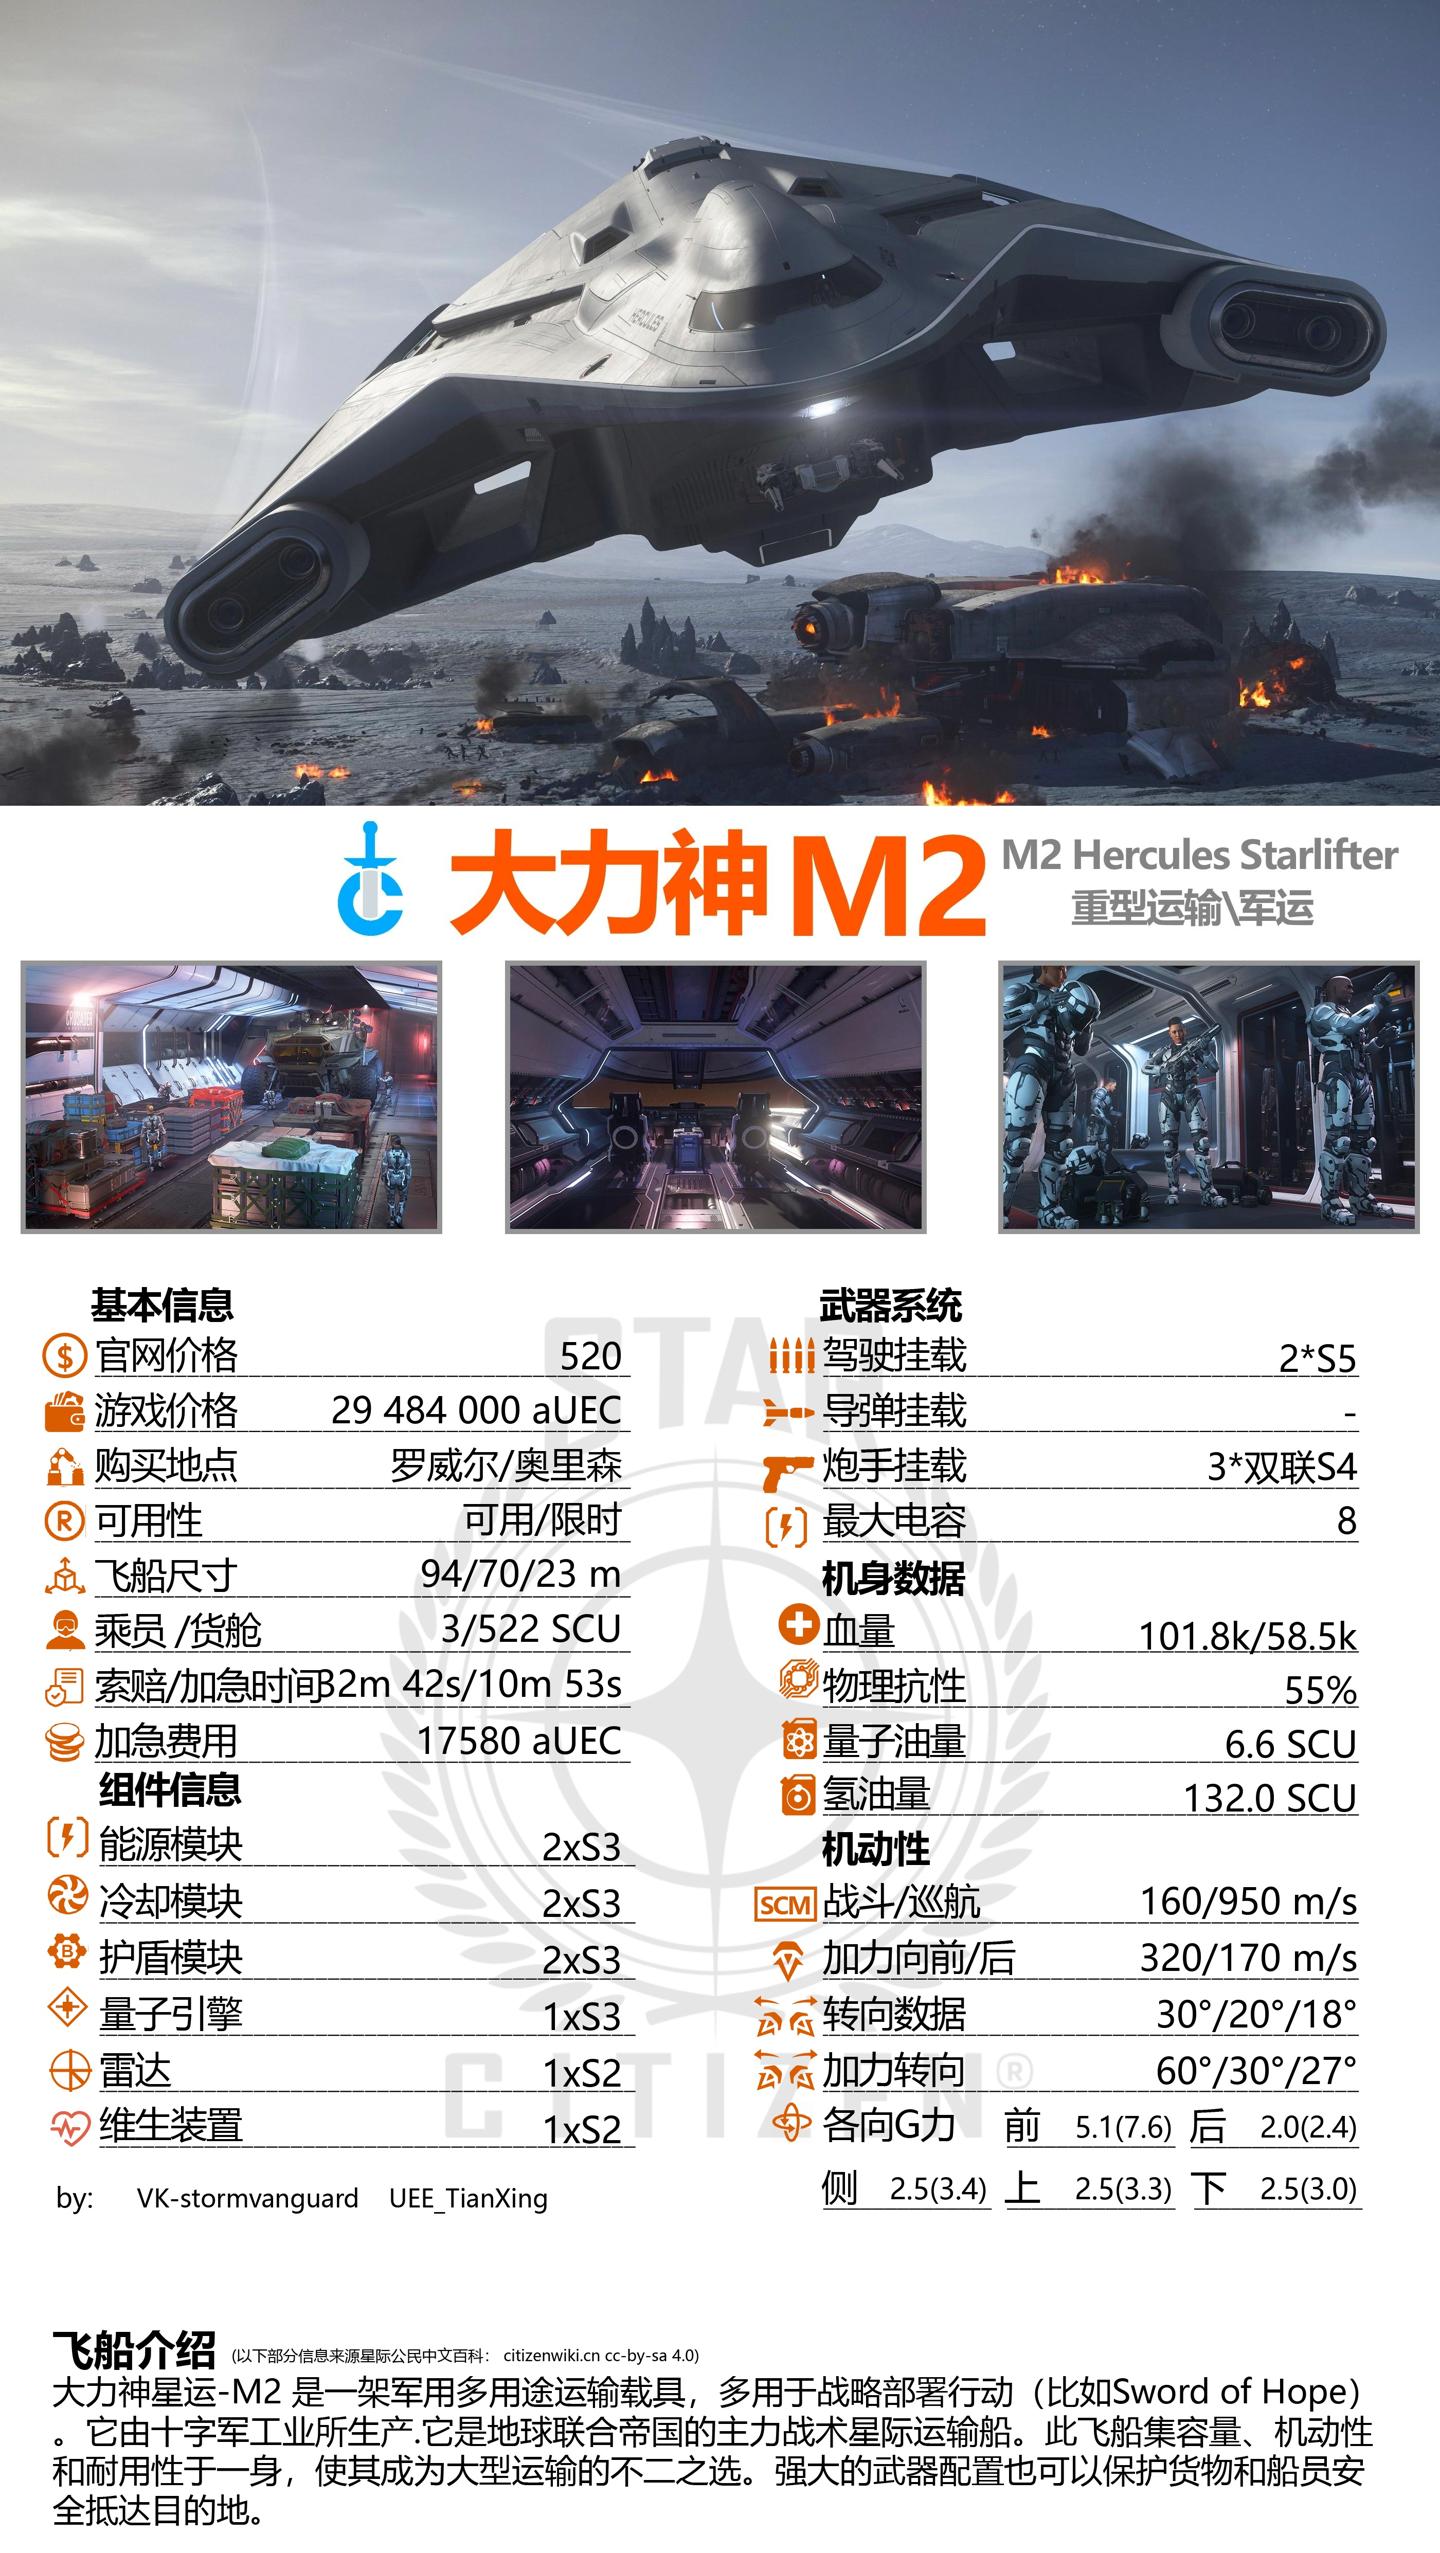 大力神 M2
M2 Hercules Starlifter
重型运输\军运
CRUSADER
基本信息
官网价格 520
游戏价格 29 484 000 aUEC
购买地点 罗威尔/奥里森
可用性 可用/限时
飞船尺寸 94/70/23 m
乘员 /货舱 3/522 SCU
索赔/加急时间32m 42s/10m 53s
加急费用 17580 aUEC
组件信息
能源模块 2xS3
冷却模块 2xS3
护盾模块 2xS3
量子引擎 1xS3
雷达 1xS2
维生装置 1xS2
by: VK-stormvanguard UEE_TianXing
武器系统
驾驶挂载 2*S5
导弹挂载 -
炮手挂载 3*双联S4
最大电容 8
机身数据
血量 101.8k/58.5k
物理抗性 55%
量子油量 6.6 SCU
氢油量 132.0 SCU
机动性
SCM 战斗/巡航 160/950 m/s
加力向前/后 320/170 m/s
转向数据 30°/20°/18°
加力转向 60°/30°/27°
各向G力 前 5.1(7.6) 后 2.0(2.4)
侧 2.5(3.4) 上 2.5(3.3) 下 2.5(3.0)
STAR
CITIZEN®
飞船介绍 (以下部分信息来源星际公民中文百科： citizenwiki.cn cc-by-sa 4.0)
大力神星运-M2 是一架军用多用途运输载具，多用于战略部署行动（比如Sword of Hope）
。它由十字军工业所生产.它是地球联合帝国的主力战术星际运输船。此飞船集容量、机动性
和耐用性于一身，使其成为大型运输的不二之选。强大的武器配置也可以保护货物和船员安
全抵达目的地。